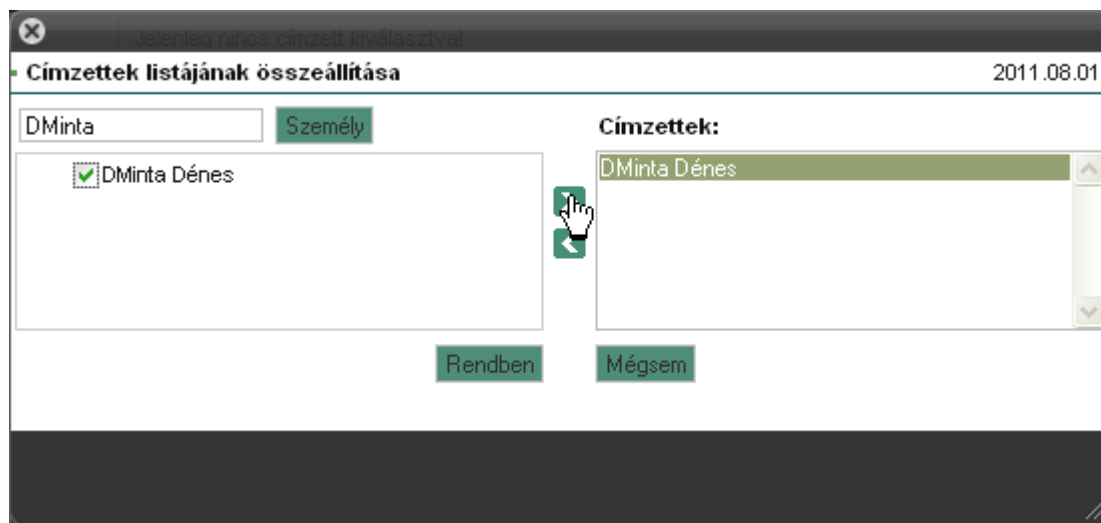 Jelenleg nincs címzett kiválasztva!
Címzettek listájának összeállítása
2011.08.01
DMinta
Személy
Címzettek:
DMinta Dénes
DMinta Dénes
Rendben
Mégsem